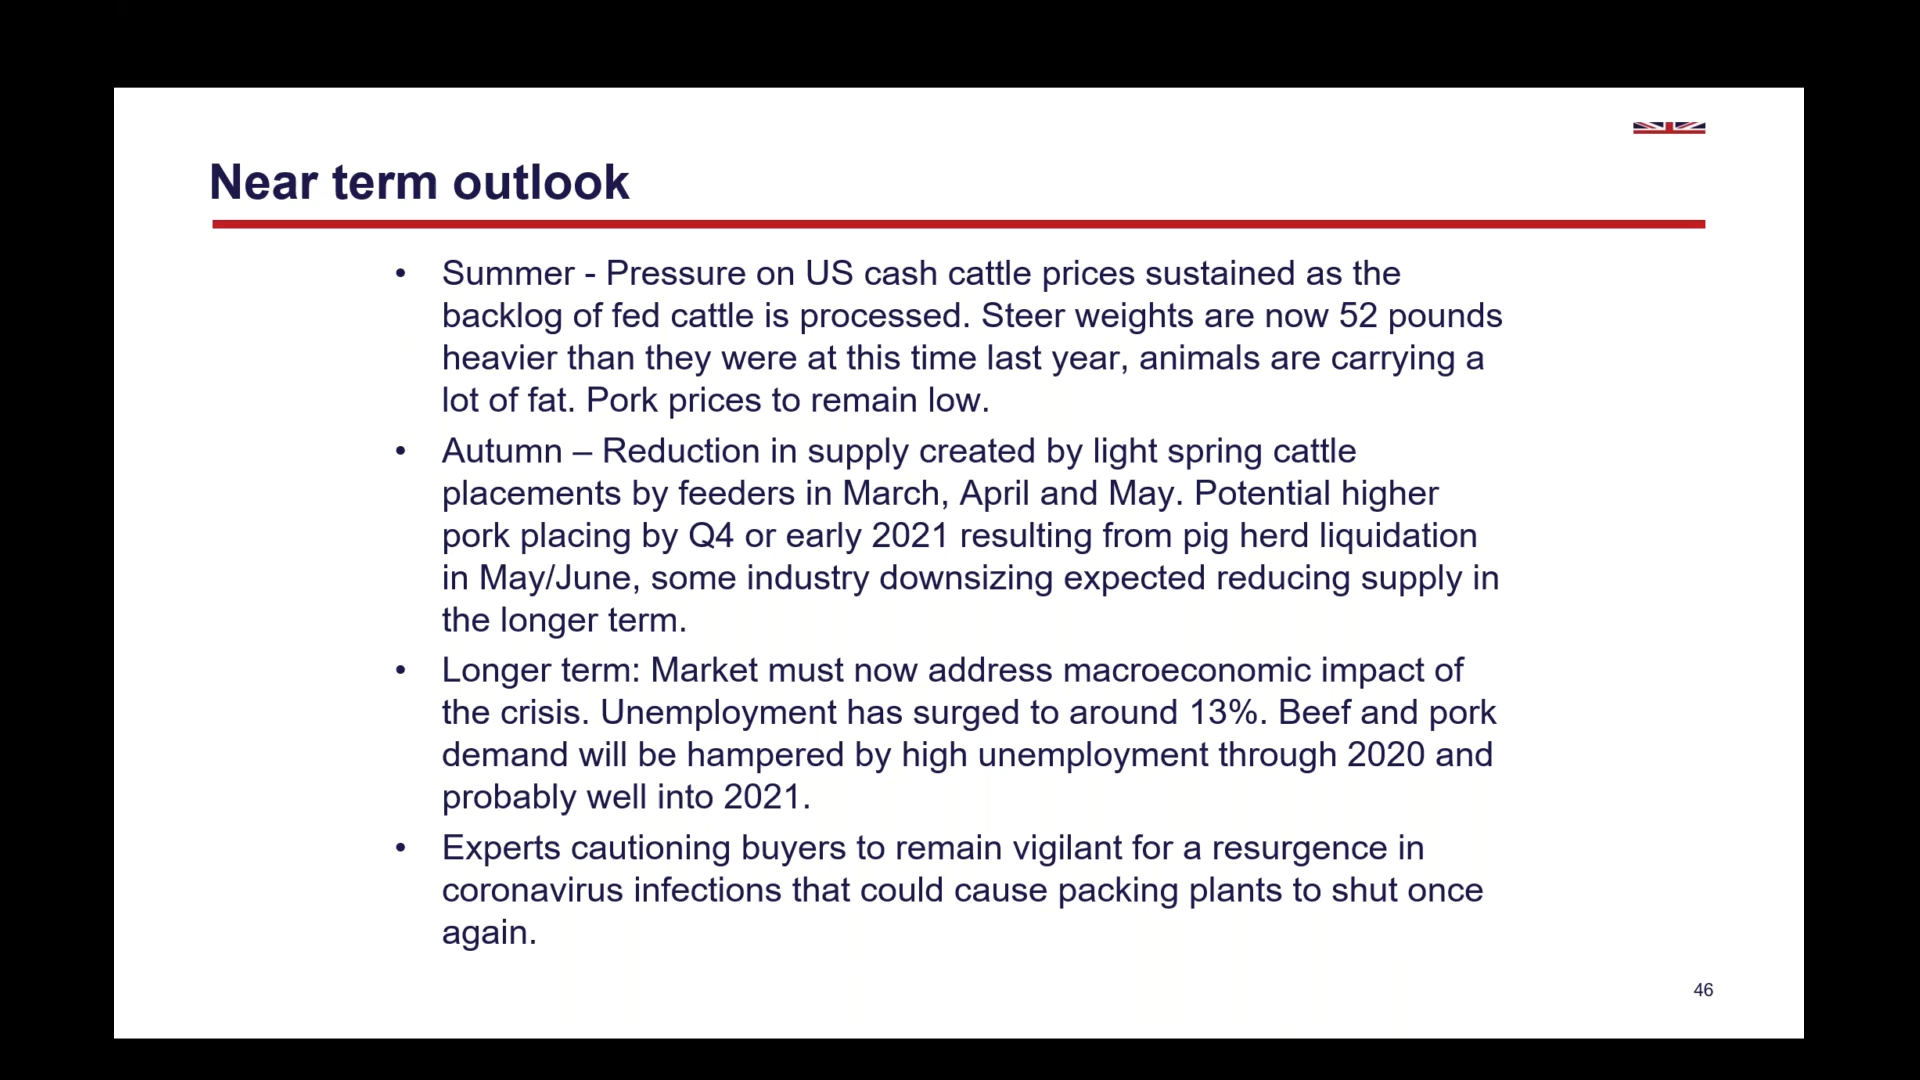 Near term outlook
• Summer - Pressure on US cash cattle prices sustained as the
backlog of fed cattle is processed. Steer weights are now 52 pounds
heavier than they were at this time last year, animals are carrying a
lot of fat. Pork prices to remain low.
• Autumn – Reduction in supply created by light spring cattle
placements by feeders in March, April and May. Potential higher
pork placing by Q4 or early 2021 resulting from pig herd liquidation
in May/June, some industry downsizing expected reducing supply in
the longer term.
• Longer term: Market must now address macroeconomic impact of
the crisis. Unemployment has surged to around 13%. Beef and pork
demand will be hampered by high unemployment through 2020 and
probably well into 2021.
• Experts cautioning buyers to remain vigilant for a resurgence in
coronavirus infections that could cause packing plants to shut once
again.
46